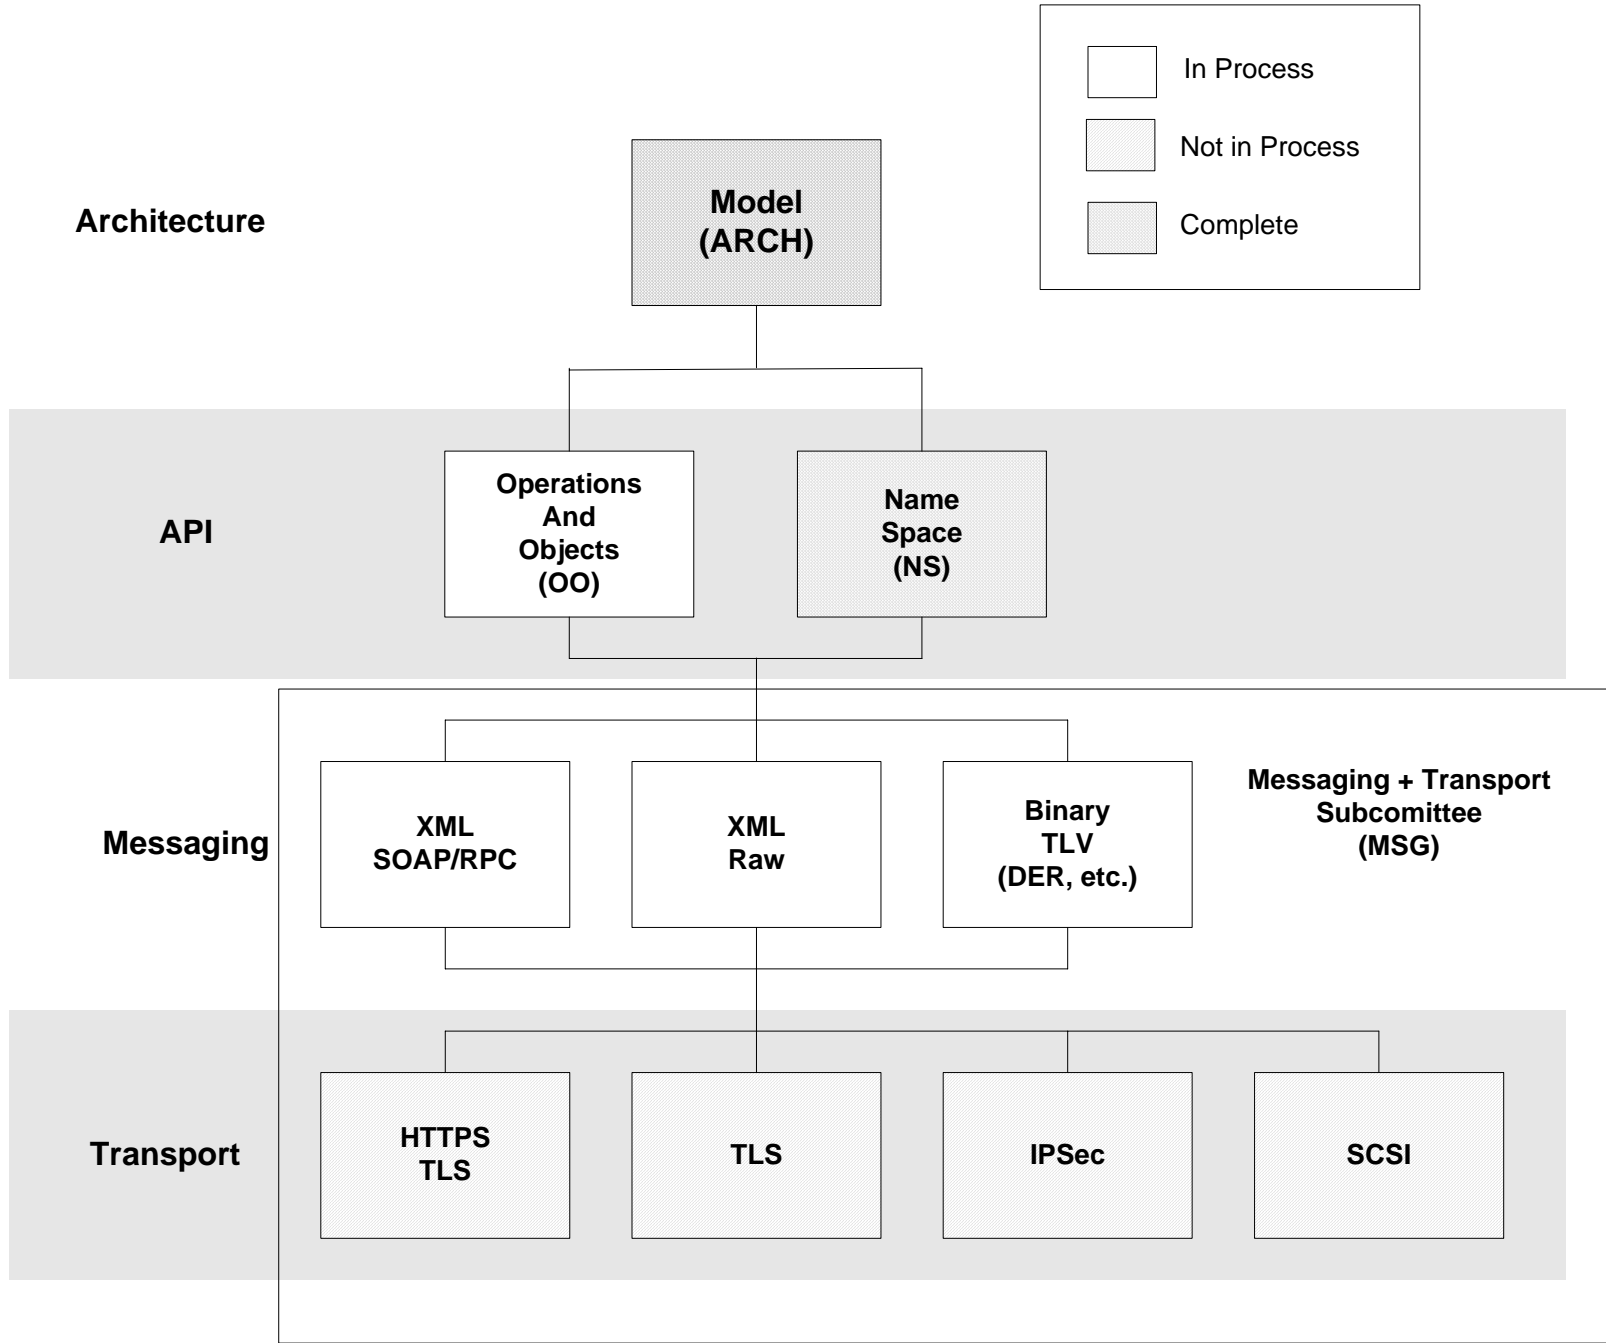 In Process
Not in Process
Complete
Architecture
Model
(ARCH)
API
Operations
And
Objects
(OO)
Name
Space
(NS)
Messaging
XML
SOAP/RPC
XML
Raw
Binary
TLV
(DER, etc.)
Messaging + Transport
Subcomittee
(MSG)
Transport
HTTPS
TLS
TLS
IPSec
SCSI